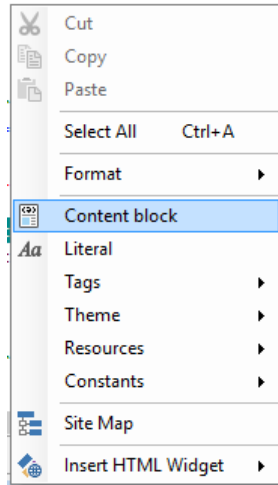 Cut
Copy
Paste
Select All Ctrl+A
Format
Content block
Aa Literal
Tags
Theme
Resources
Constants
Site Map
Insert HTML Widget